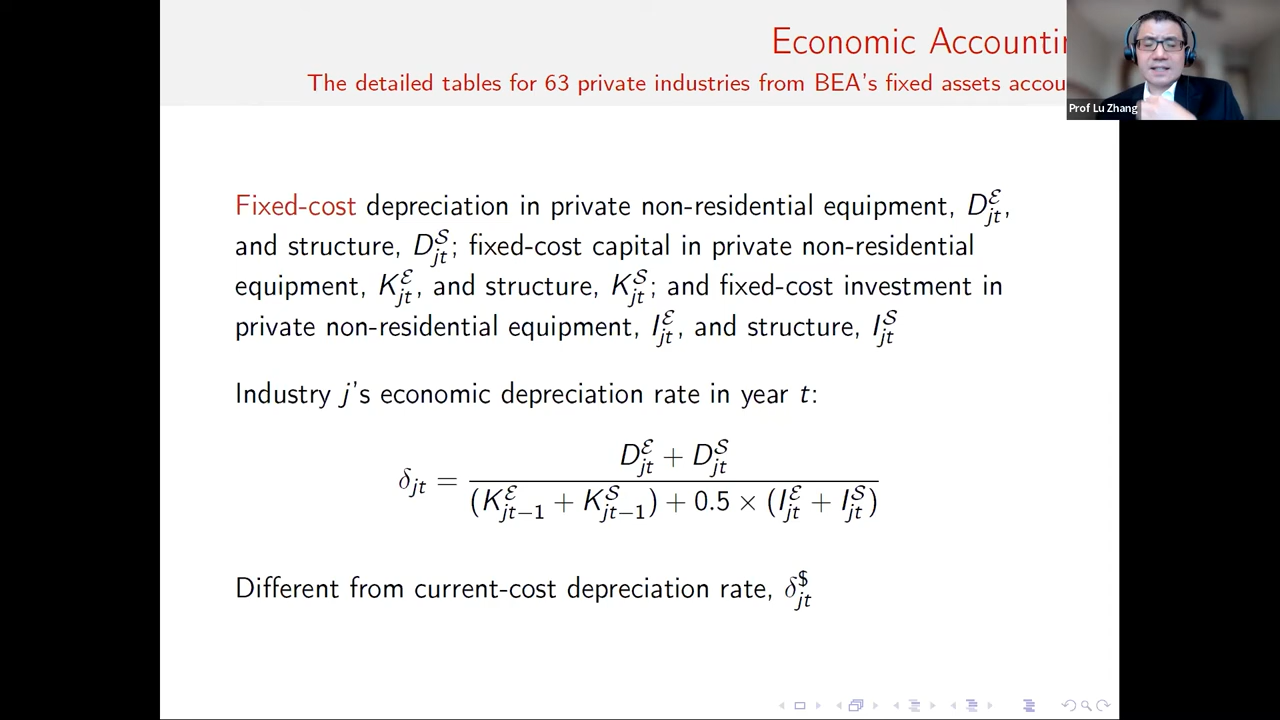 Economic
The detailed tables for 63 private industries from BEA's fixed assets
Prof Lu Zhang
Fixed-cost depreciation in private non-residential equipment, D^ℰ_jt,
and structure, D^𝒮_jt; fixed-cost capital in private non-residential
equipment, K^ℰ_jt, and structure, K^𝒮_jt; and fixed-cost investment in
private non-residential equipment, I^ℰ_jt, and structure, I^𝒮_jt
Industry j's economic depreciation rate in year t:
δ_jt = (D^ℰ_jt + D^𝒮_jt) / ((K^ℰ_jt−1 + K^𝒮_jt−1) + 0.5 × (I^ℰ_jt + I^𝒮_jt))
Different from current-cost depreciation rate, δ^$_jt